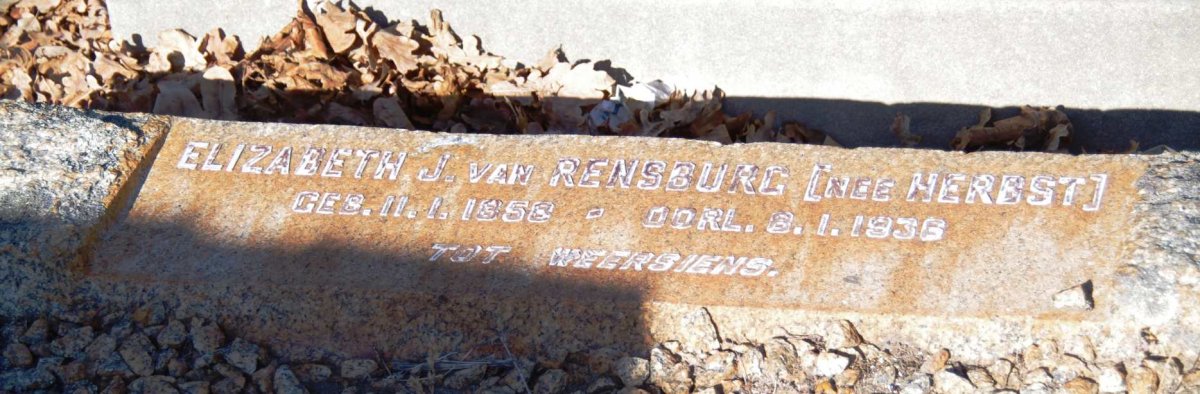 ELIZABETH J. VAN RENSBURG [NEE HERBST]
GEB. 11. 1. 1858 - OORL. 8. 1. 1936
TOT WEERSIENS.